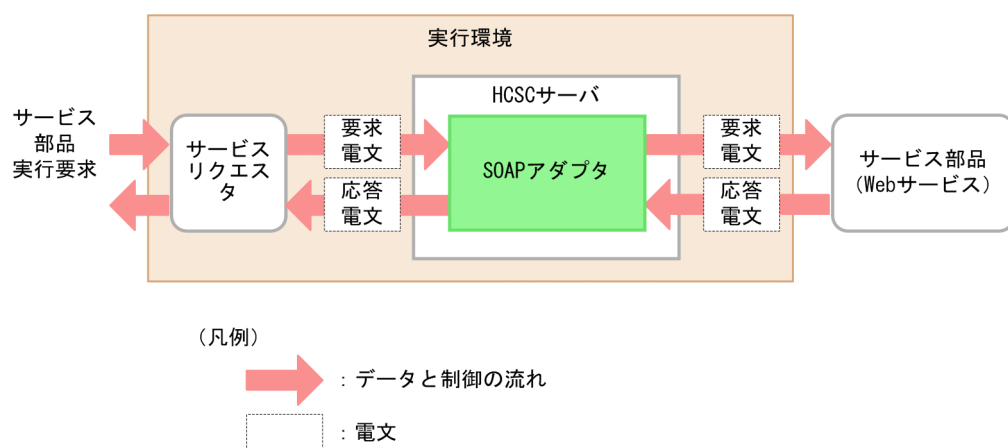 実行環境
HCSCサーバ
サービス
部品
実行要求
サービス
リクエス
タ
要求
電文
応答
電文
SOAPアダプタ
要求
電文
応答
電文
サービス部品
(Webサービス)
(凡例)
:データと制御の流れ
:電文